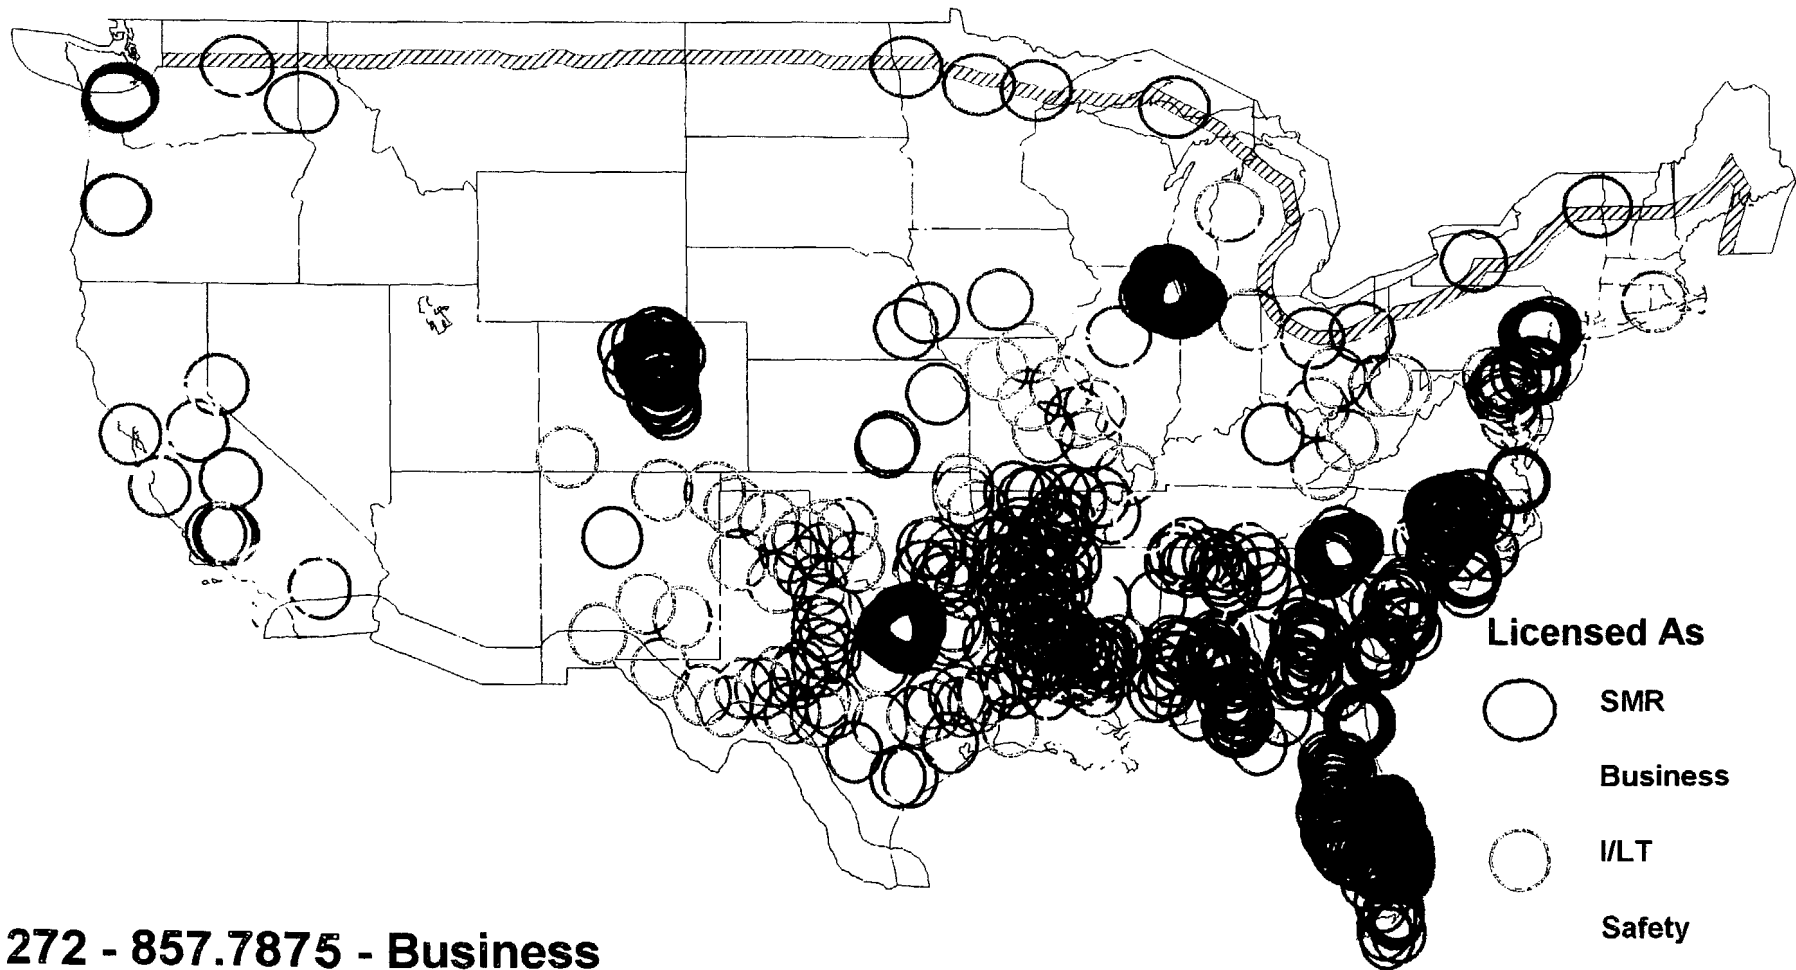 Licensed As
SMR
Business
I/LT
Safety
272 - 857.7875 - Business